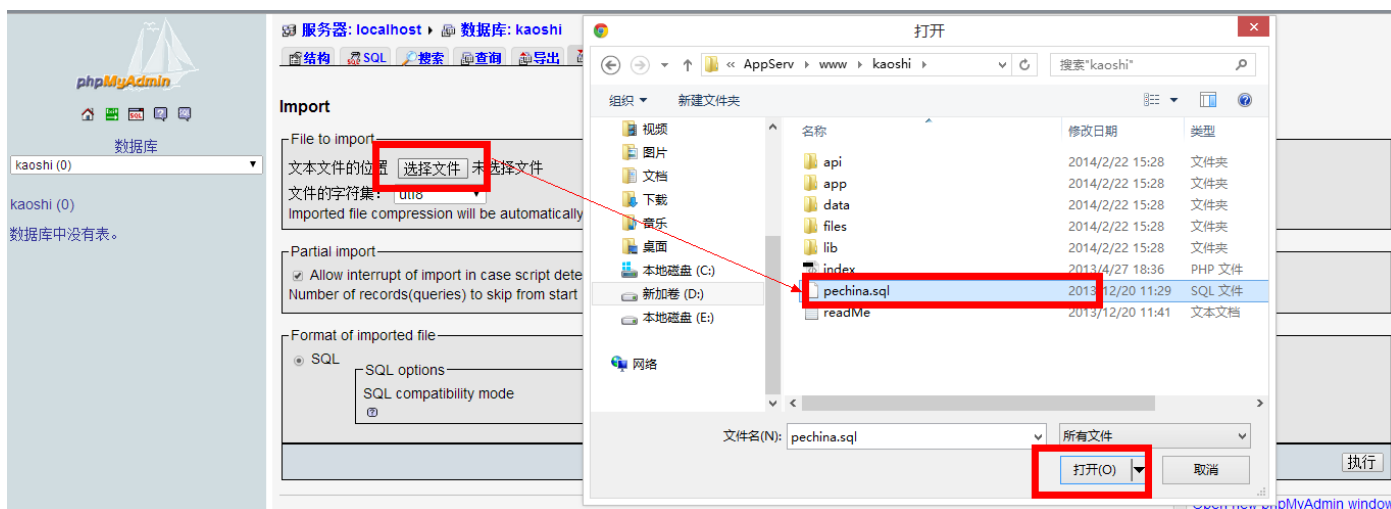 phpMyAdmin
数据库
kaoshi (0)
kaoshi (0)
数据库中没有表。
服务器: localhost 数据库: kaoshi
结构 SQL 搜索 查询 导出
Import
File to import
文本文件的位置 选择文件 未选择文件
文件的字符集: utf8
Imported file compression will be automatically
Partial import
Allow interrupt of import in case script dete
Number of records(queries) to skip from start
Format of imported file
SQL
SQL options
SQL compatibility mode
执行
Open new phpMyAdmin window
打开
« AppServ www kaoshi
搜索"kaoshi"
组织 新建文件夹
视频
图片
文档
下载
音乐
桌面
本地磁盘 (C:)
新加卷 (D:)
本地磁盘 (E:)
网络
名称 修改日期 类型
api 2014/2/22 15:28 文件夹
app 2014/2/22 15:28 文件夹
data 2014/2/22 15:28 文件夹
files 2014/2/22 15:28 文件夹
lib 2014/2/22 15:28 文件夹
index 2013/4/27 18:36 PHP 文件
pechina.sql 2013/12/20 11:29 SQL 文件
readMe 2013/12/20 11:41 文本文档
文件名(N): pechina.sql 所有文件
打开(O) 取消